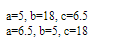 a=5, b=18, c=6.5
a=6.5, b=5, c=18